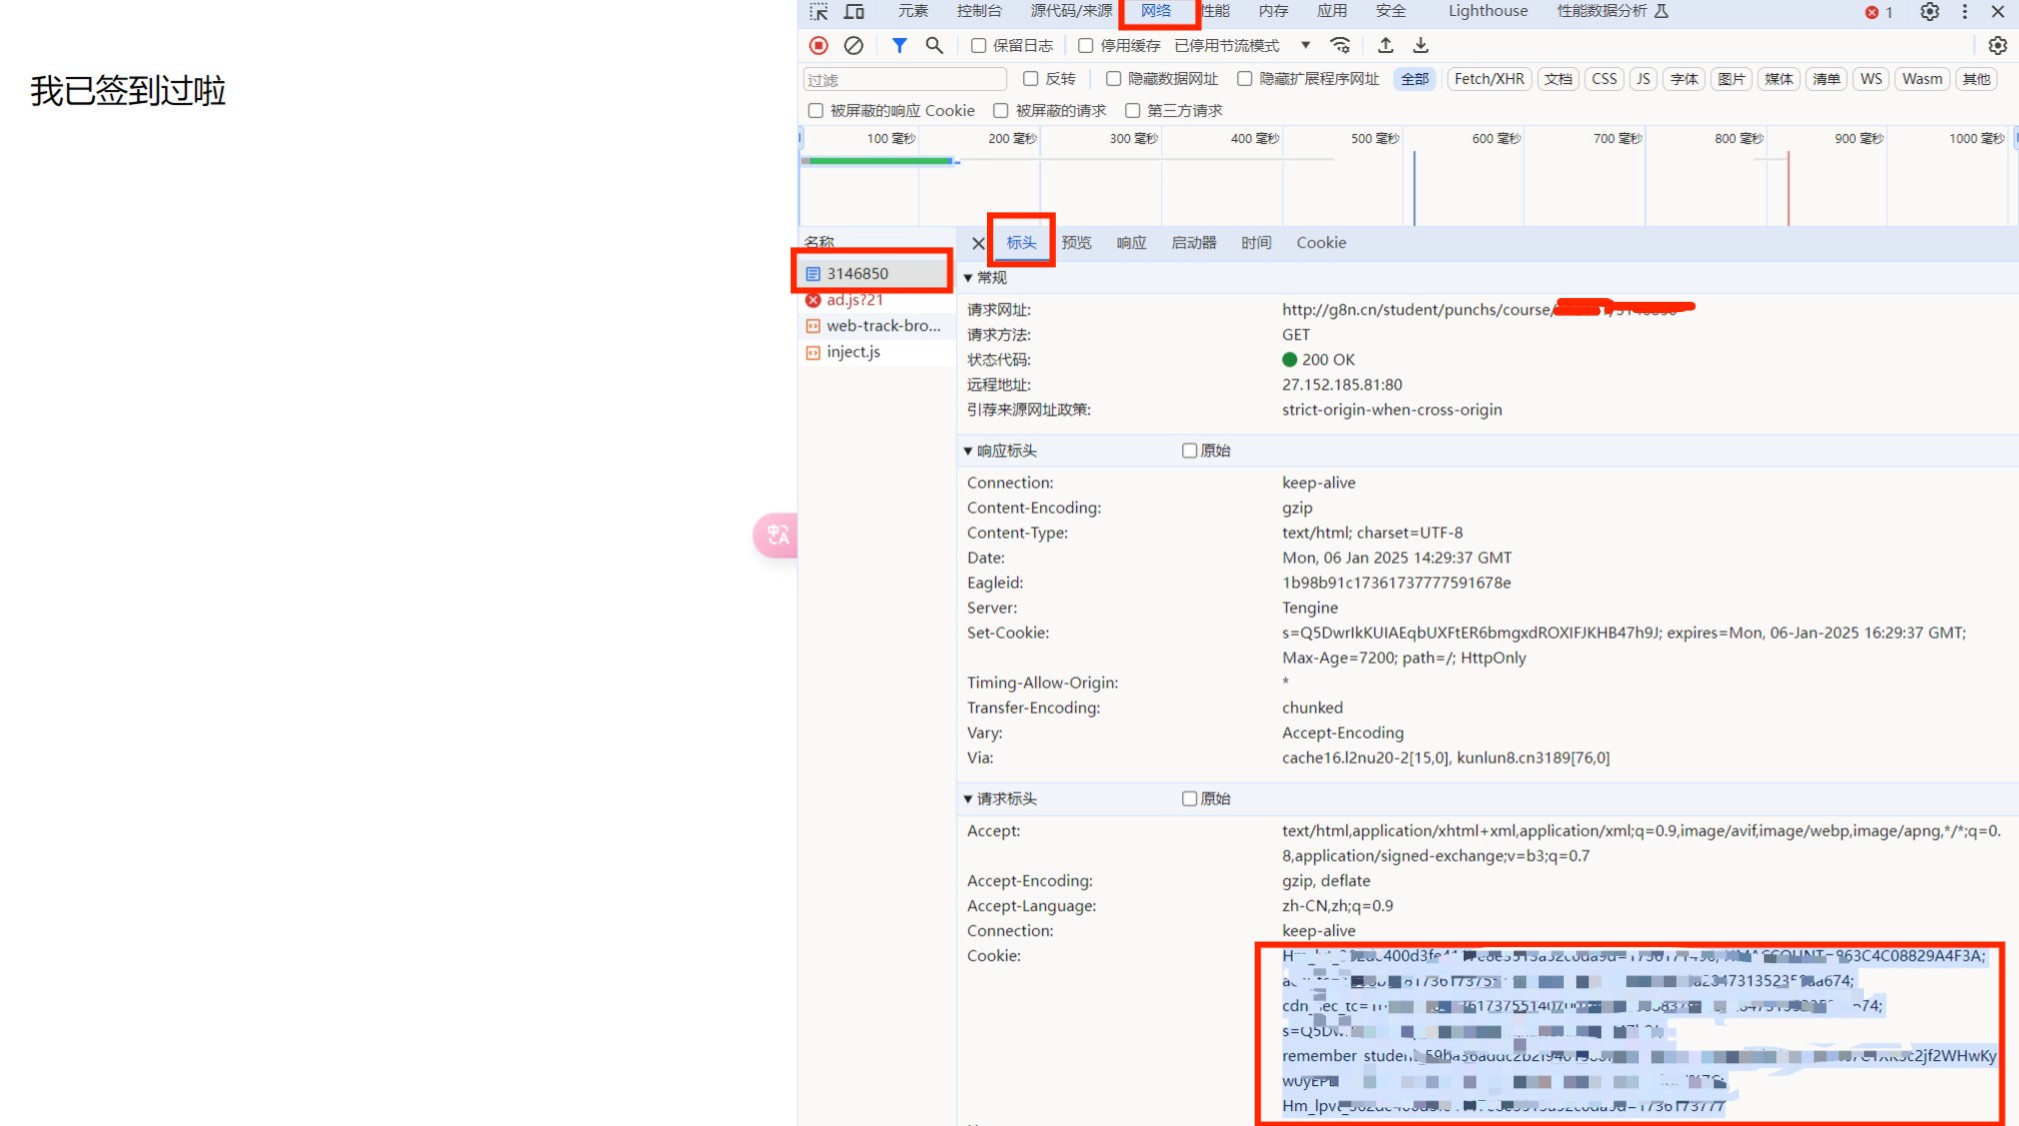 我已签到过啦
元素 控制台 源代码/来源 网络 性能 内存 应用 安全 Lighthouse 性能数据分析 1
保留日志 停用缓存 已停用节流模式
过滤 反转 隐藏数据网址 隐藏扩展程序网址 全部 Fetch/XHR 文档 CSS JS 字体 图片 媒体 清单 WS Wasm 其他
被屏蔽的响应 Cookie 被屏蔽的请求 第三方请求
100 毫秒 200 毫秒 300 毫秒 400 毫秒 500 毫秒 600 毫秒 700 毫秒 800 毫秒 900 毫秒 1000 毫秒
名称
3146850
ad.js?21
web-track-bro...
inject.js
标头 预览 响应 启动器 时间 Cookie
常规
请求网址: http://g8n.cn/student/punchs/course/
请求方法: GET
状态代码: 200 OK
远程地址: 27.152.185.81:80
引荐来源网址政策: strict-origin-when-cross-origin
响应标头 原始
Connection: keep-alive
Content-Encoding: gzip
Content-Type: text/html; charset=UTF-8
Date: Mon, 06 Jan 2025 14:29:37 GMT
Eagleid: 1b98b91c17361737777591678e
Server: Tengine
Set-Cookie: s=Q5DwrIkKUIAEqbUXFtER6bmgxdROXIFJKHB47h9J; expires=Mon, 06-Jan-2025 16:29:37 GMT;
Max-Age=7200; path=/; HttpOnly
Timing-Allow-Origin: *
Transfer-Encoding: chunked
Vary: Accept-Encoding
Via: cache16.l2nu20-2[15,0], kunlun8.cn3189[76,0]
请求标头 原始
Accept: text/html,application/xhtml+xml,application/xml;q=0.9,image/avif,image/webp,image/apng,*/*;q=0.
8,application/signed-exchange;v=b3;q=0.7
Accept-Encoding: gzip, deflate
Accept-Language: zh-CN,zh;q=0.9
Connection: keep-alive
Cookie: